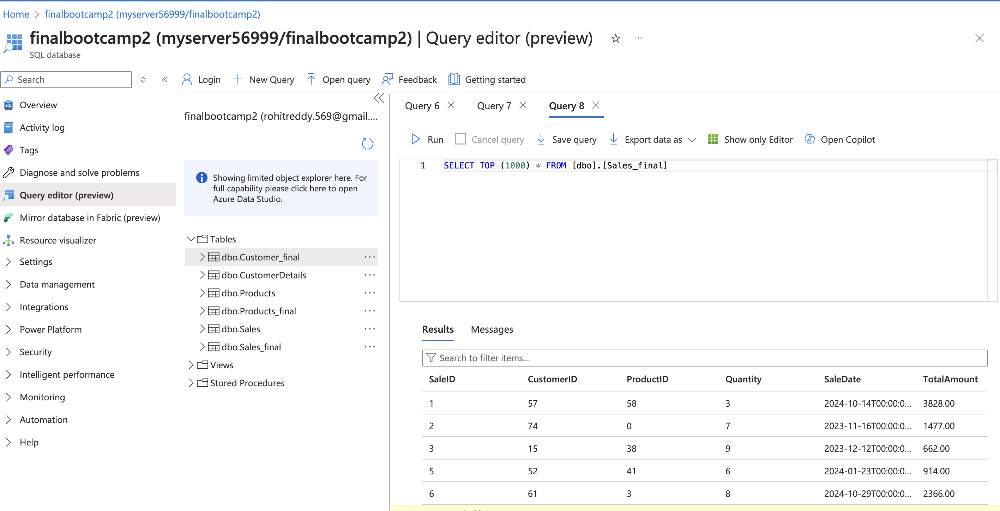 Home > finalbootcamp2 (myserver56999/finalbootcamp2)
finalbootcamp2 (myserver56999/finalbootcamp2) | Query editor (preview)
SQL database
Search
Login
New Query
Open query
Feedback
Getting started
Overview
Activity log
Tags
Diagnose and solve problems
Query editor (preview)
Mirror database in Fabric (preview)
Resource visualizer
Settings
Data management
Integrations
Power Platform
Security
Intelligent performance
Monitoring
Automation
Help
finalbootcamp2 (rohitreddy.569@gmail....
Showing limited object explorer here. For
full capability please click here to open
Azure Data Studio.
Tables
dbo.Customer_final
dbo.CustomerDetails
dbo.Products
dbo.Products_final
dbo.Sales
dbo.Sales_final
Views
Stored Procedures
Query 6
Query 7
Query 8
Run
Cancel query
Save query
Export data as
Show only Editor
Open Copilot
1 SELECT TOP (1000) * FROM [dbo].[Sales_final]
Results
Messages
Search to filter items...
SaleID CustomerID ProductID Quantity SaleDate TotalAmount
1 57 58 3 2024-10-14T00:00:0... 3828.00
2 74 0 7 2023-11-16T00:00:0... 1477.00
3 15 38 9 2023-12-12T00:00:0... 662.00
5 52 41 6 2024-01-23T00:00:0... 914.00
6 61 3 8 2024-10-29T00:00:0... 2366.00